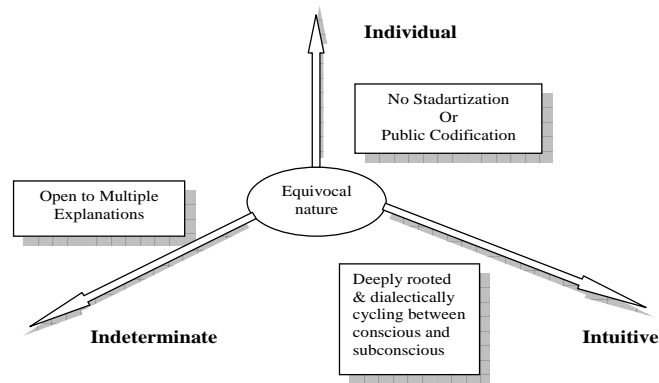 Individual
No Stadartization
Or
Public Codification
Open to Multiple
Explanations
Equivocal
nature
Deeply rooted
& dialectically
cycling between
conscious and
subconscious
Indeterminate
Intuitive